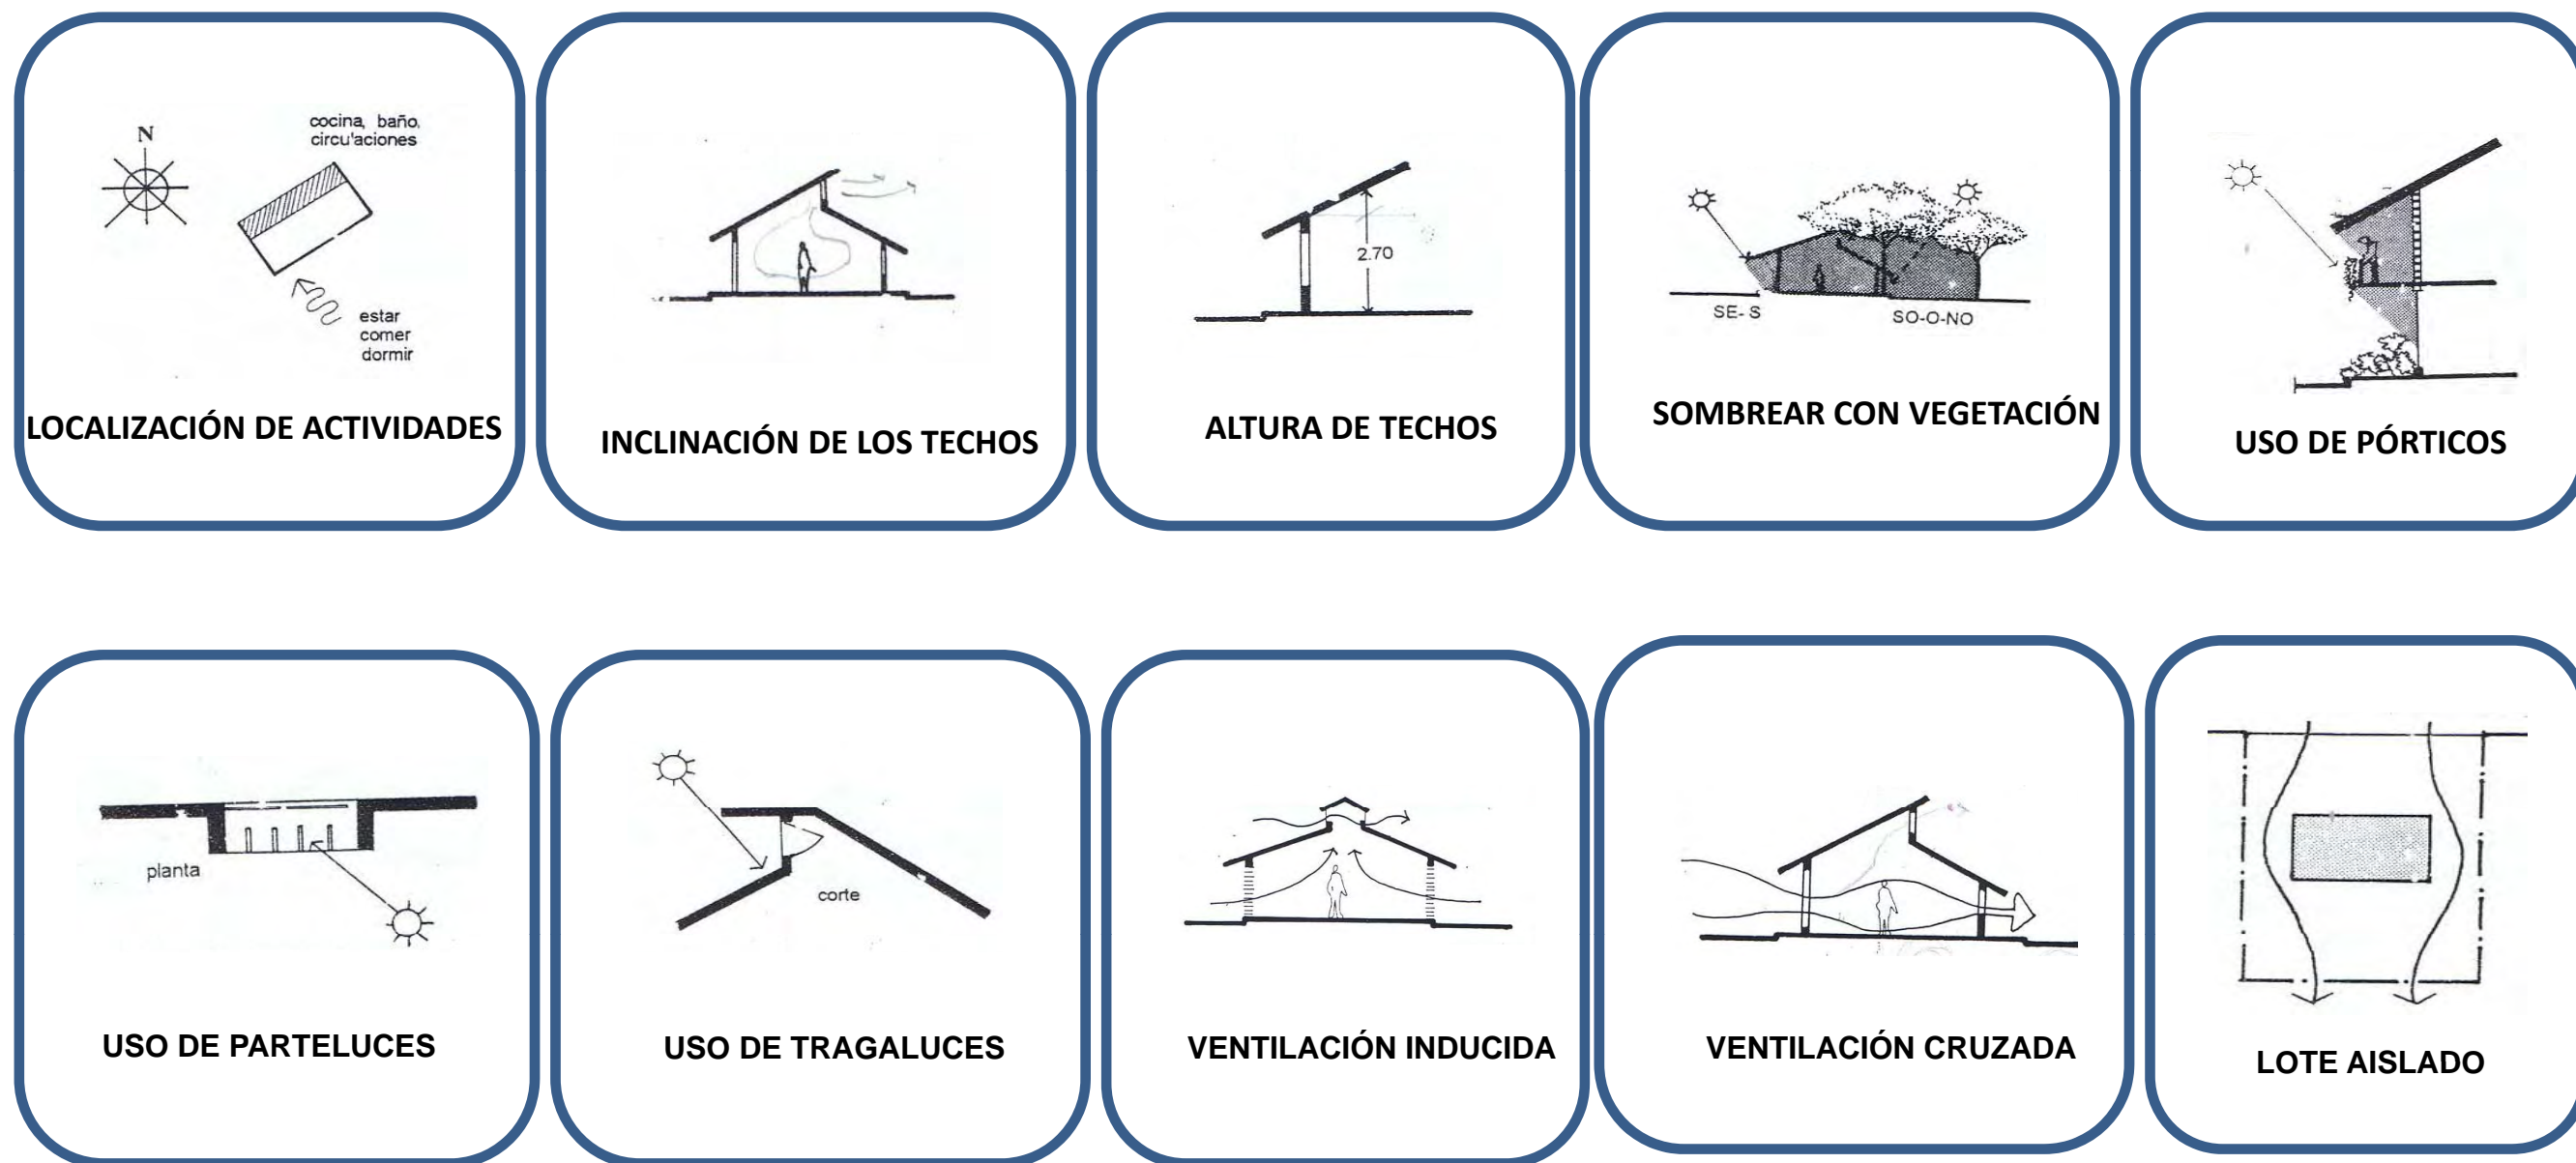 N
cocina, baño,
circu'aciones
estar
comer
dormir
LOCALIZACIÓN DE ACTIVIDADES
INCLINACIÓN DE LOS TECHOS
2.70
ALTURA DE TECHOS
SE- S
SO-O-NO
SOMBREAR CON VEGETACIÓN
USO DE PÓRTICOS
planta
USO DE PARTELUCES
corte
USO DE TRAGALUCES
VENTILACIÓN INDUCIDA
VENTILACIÓN CRUZADA
LOTE AISLADO